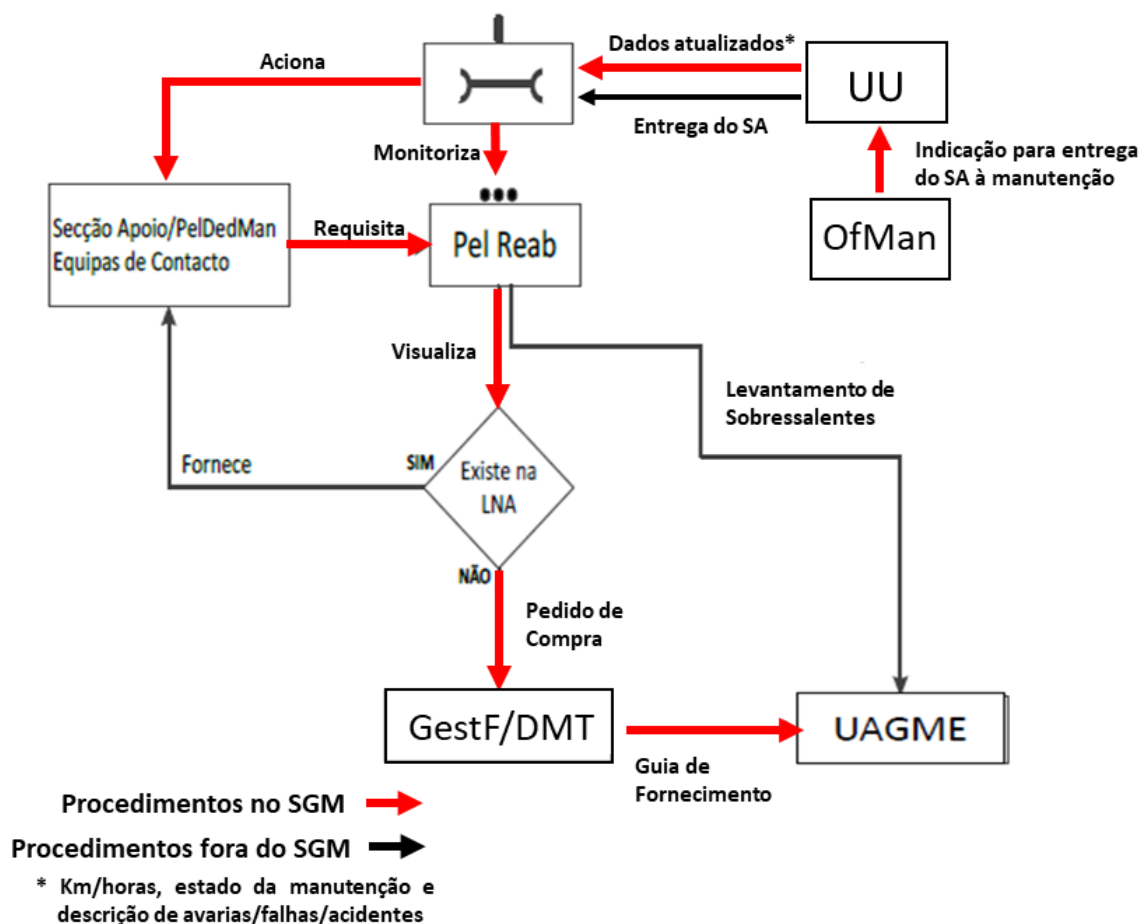 Dados atualizados*
Aciona
UU
Entrega do SA
Monitoriza
Indicação para entrega
do SA à manutenção
Secção Apoio/PelDedMan
Equipas de Contacto
Requisita
Pel Reab
OfMan
Visualiza
Levantamento de
Sobressalentes
Fornece
SIM
Existe na
LNA
NÃO
Pedido de
Compra
GestF/DMT
UAGME
Guia de
Fornecimento
Procedimentos no SGM
Procedimentos fora do SGM
* Km/horas, estado da manutenção e
descrição de avarias/falhas/acidentes